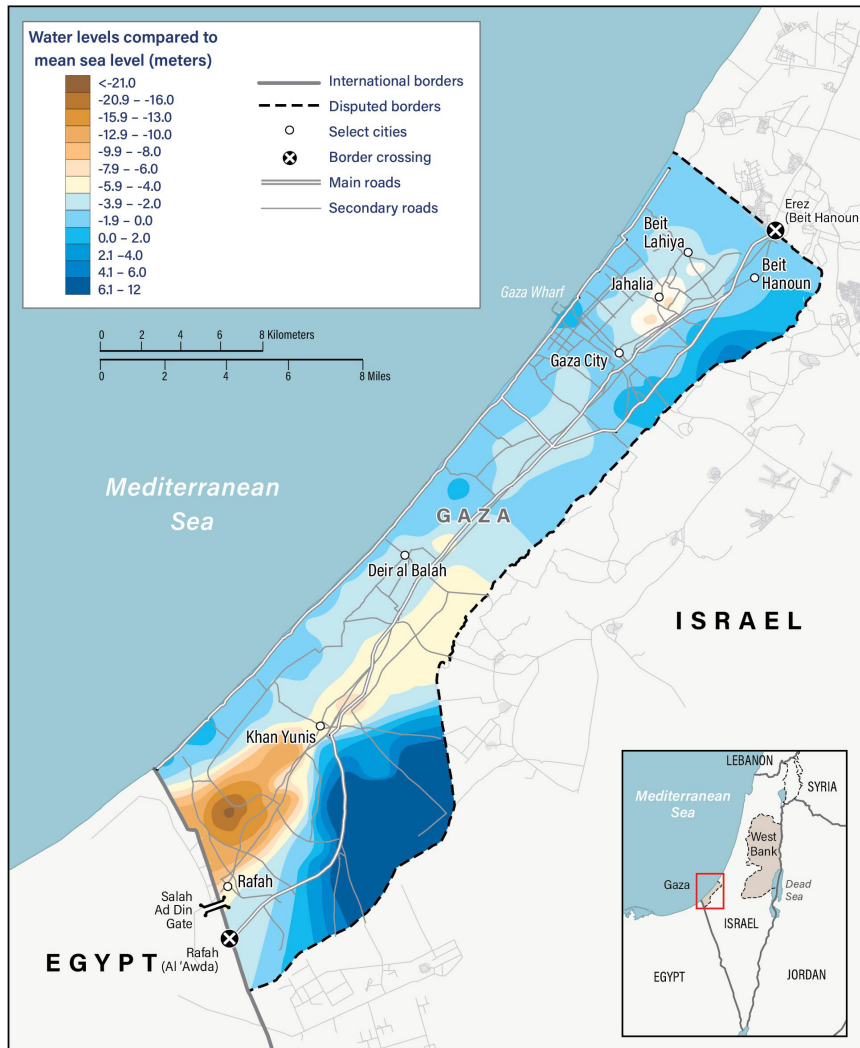 Water levels compared to
mean sea level (meters)
<-21.0
-20.9 – -16.0
-15.9 – -13.0
-12.9 – -10.0
-9.9 – -8.0
-7.9 – -6.0
-5.9 – -4.0
-3.9 – -2.0
-1.9 – 0.0
0.0 – 2.0
2.1 –4.0
4.1 – 6.0
6.1 – 12
International borders
Disputed borders
Select cities
Border crossing
Main roads
Secondary roads
0 2 4 6 8 Kilometers
0 2 4 6 8 Miles
Erez
(Beit Hanoun)
Beit
Lahiya
Beit
Hanoun
Jahalia
Gaza Wharf
Gaza City
Mediterranean
Sea
GAZA
Deir al Balah
ISRAEL
Khan Yunis
Rafah
Salah
Ad Din
Gate
Rafah
(Al 'Awda)
EGYPT
LEBANON
SYRIA
Mediterranean
Sea
West
Bank
Gaza
Dead
Sea
ISRAEL
EGYPT
JORDAN